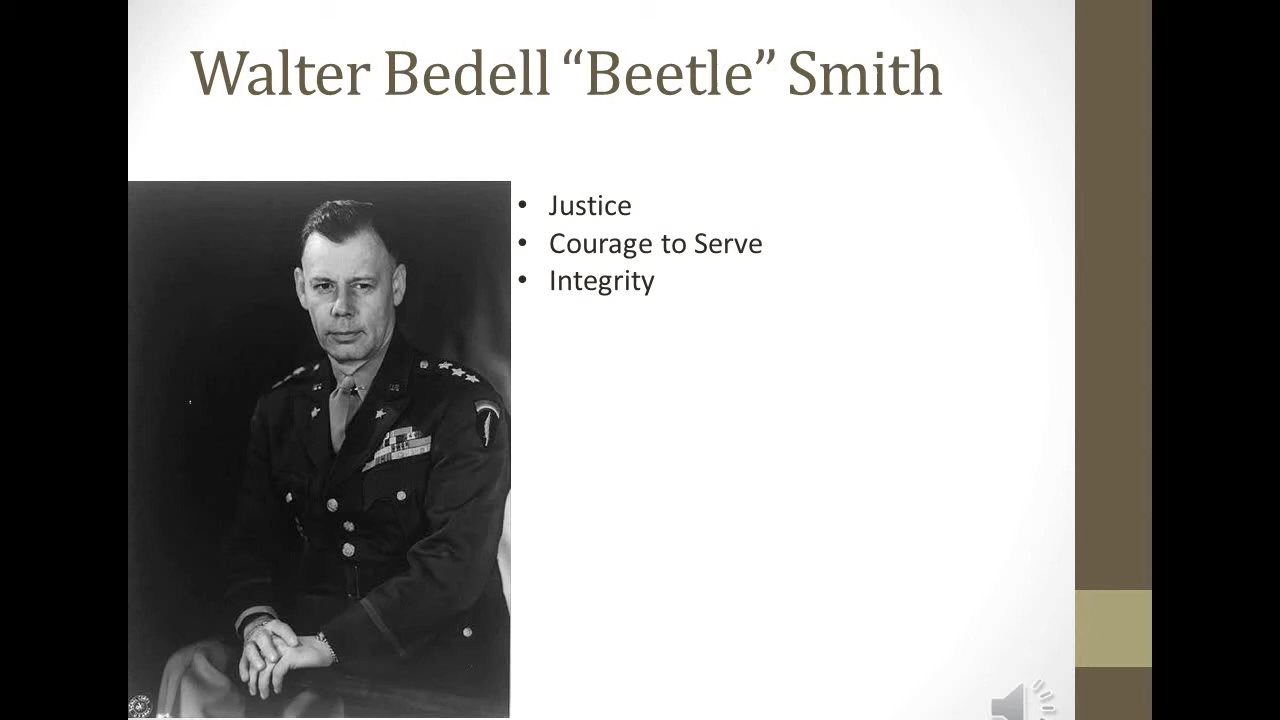 Walter Bedell “Beetle” Smith
• Justice
• Courage to Serve
• Integrity